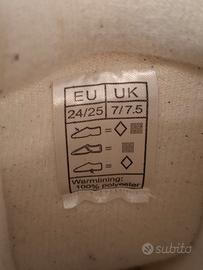 EU UK
24/25 7/7.5
Warmlining:
100% polyester
subito